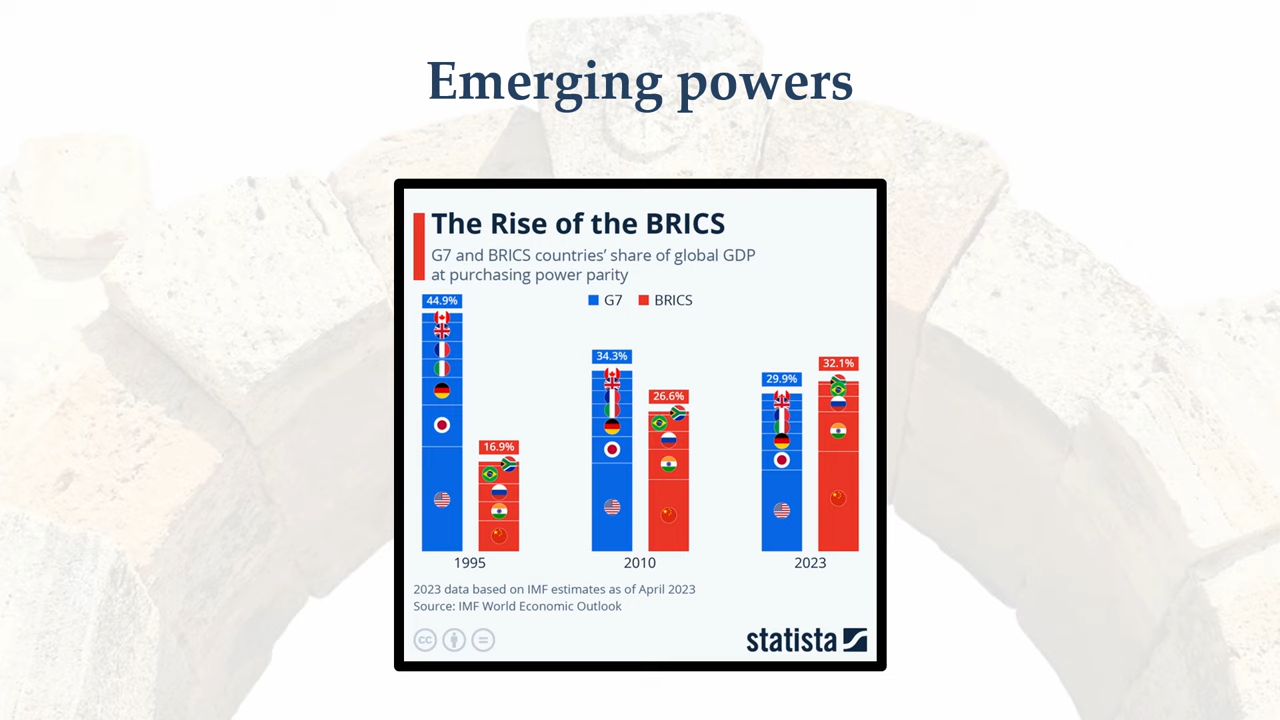 Emerging powers
The Rise of the BRICS
G7 and BRICS countries’ share of global GDP
at purchasing power parity
G7 BRICS
44.9%
16.9%
34.3%
26.6%
29.9%
32.1%
1995 2010 2023
2023 data based on IMF estimates as of April 2023
Source: IMF World Economic Outlook
cc =
statista